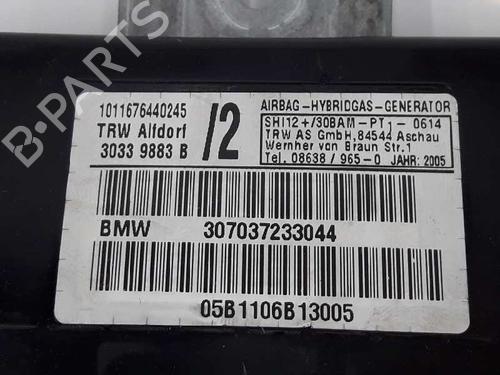 1011676440245
TRW Alfdorf
3033 9883 B
/2
AIRBAG-HYBRIDGAS-GENERATOR
SHI12+/30BAM-PT1-0614
TRW AS GmbH, 84544 Aschau
Wernher von Braun Str.1
Tel. 08638/965-0 JAHR: 2005
BMW 307037233044
05B1106B13005